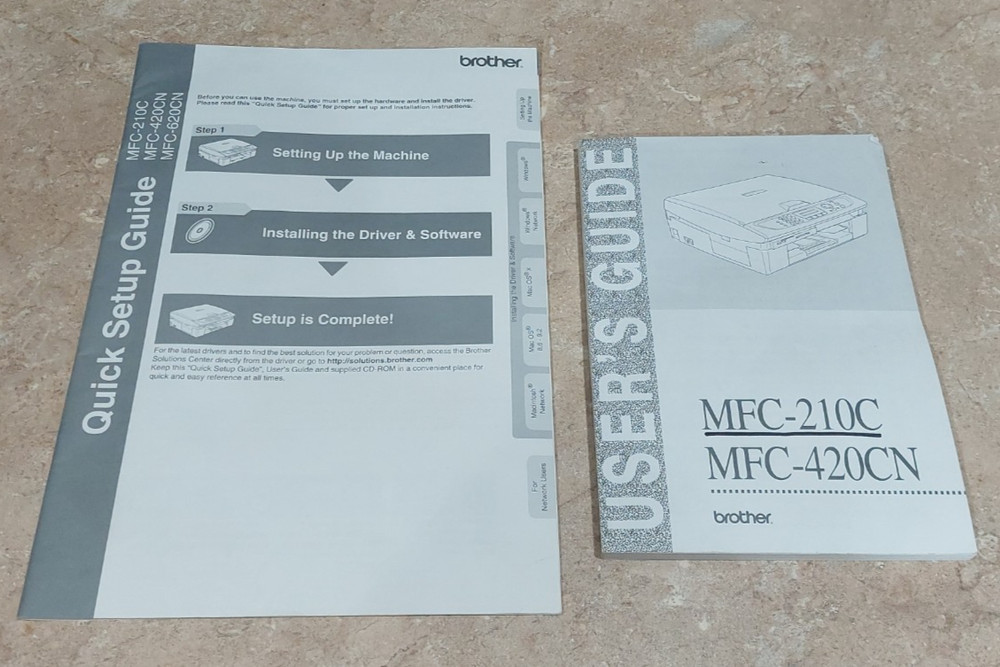 brother
MFC-210C
MFC-420CN
MFC-620CN
Quick Setup Guide
Before you can use the machine, you must set up the hardware and install the driver.
Please read this "Quick Setup Guide" for proper set up and installation instructions.
Step 1
Setting Up the Machine
Step 2
Installing the Driver & Software
Setup is Complete!
For the latest drivers and to find the best solution for your problem or question, access the Brother
Solutions Center directly from the driver or go to http://solutions.brother.com
Keep this "Quick Setup Guide", User's Guide and supplied CD-ROM in a convenient place for
quick and easy reference at all times.
Setting Up
the Machine
Installing the Driver & Software
Windows®
Windows®
Network
Mac OS® X
Mac OS®
8.6 - 9.2
Macintosh®
Network
For
Network Users
USER'S GUIDE
MFC-210C
MFC-420CN
brother